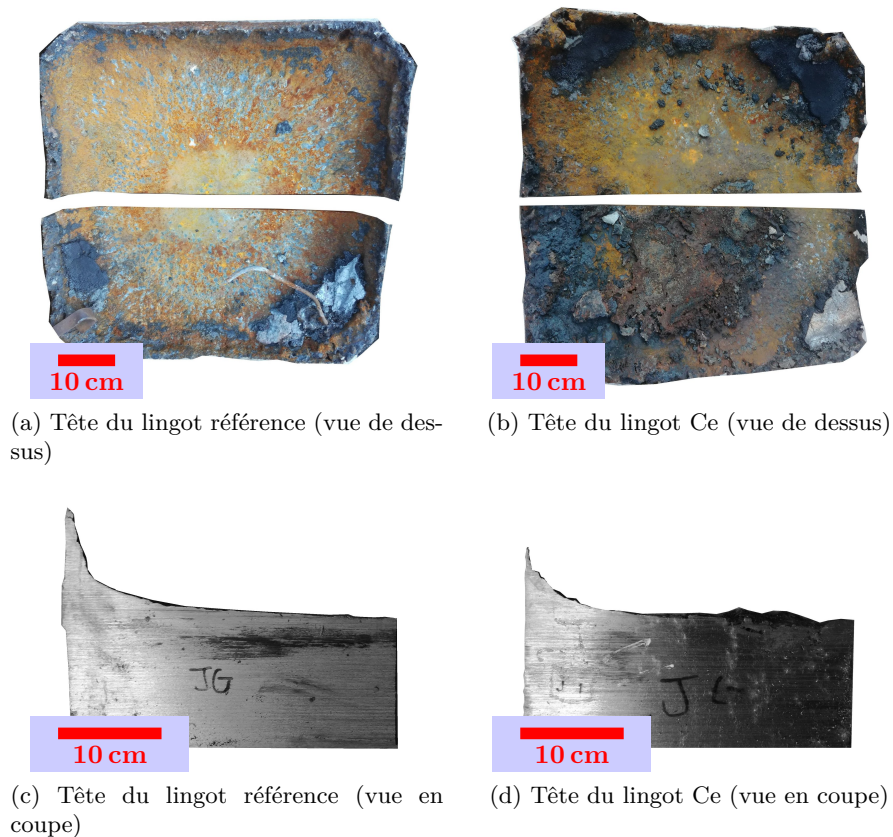 10 cm
10 cm
(a) Tête du lingot référence (vue de des-
sus)
(b) Tête du lingot Ce (vue de dessus)
JG
10 cm
10 cm
(c) Tête du lingot référence (vue en
coupe)
(d) Tête du lingot Ce (vue en coupe)